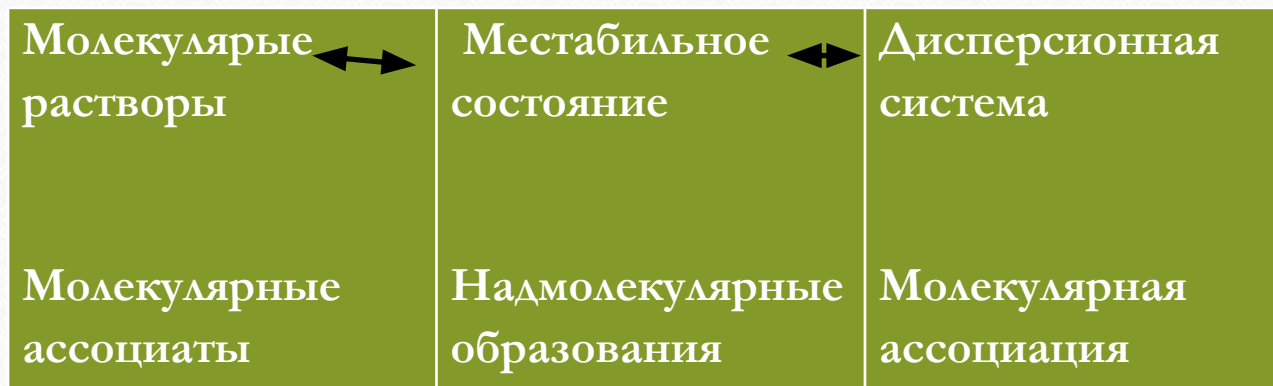 Молекулярые
растворы
Местабильное
состояние
Дисперсионная
система
Молекулярные
ассоциаты
Надмолекулярные
образования
Молекулярная
ассоциация